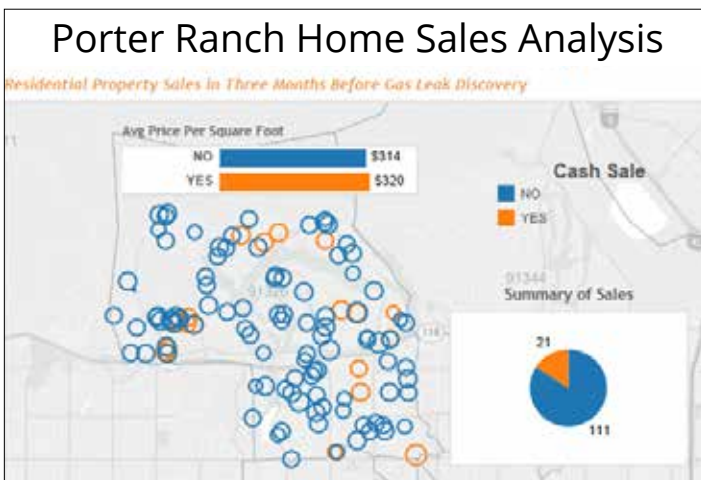 Porter Ranch Home Sales Analysis
Residential Property Sales in Three Months Before Gas Leak Discovery
Avg Price Per Square Foot
NO $314
YES $320
Cash Sale
NO
YES
91344
Summary of Sales
21
111
118